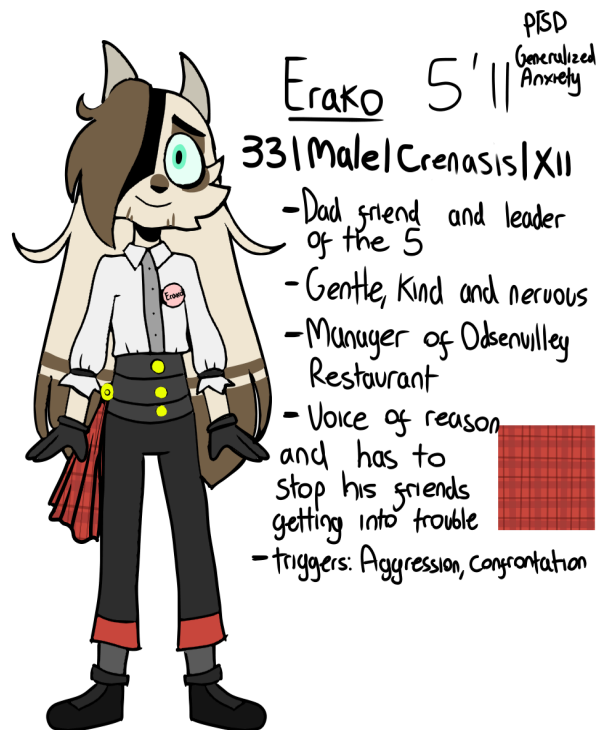 PTSD
Generalized
Anxiety
Erako 5'11
33|Male|Crenasis|XII
-Dad friend and leader
of the 5
-Gentle, Kind and nervous
-Manager of Odsenvilley
Restaurant
-Voice of reason
and has to
stop his friends
getting into trouble
-triggers: Aggression, confrontation
Erako